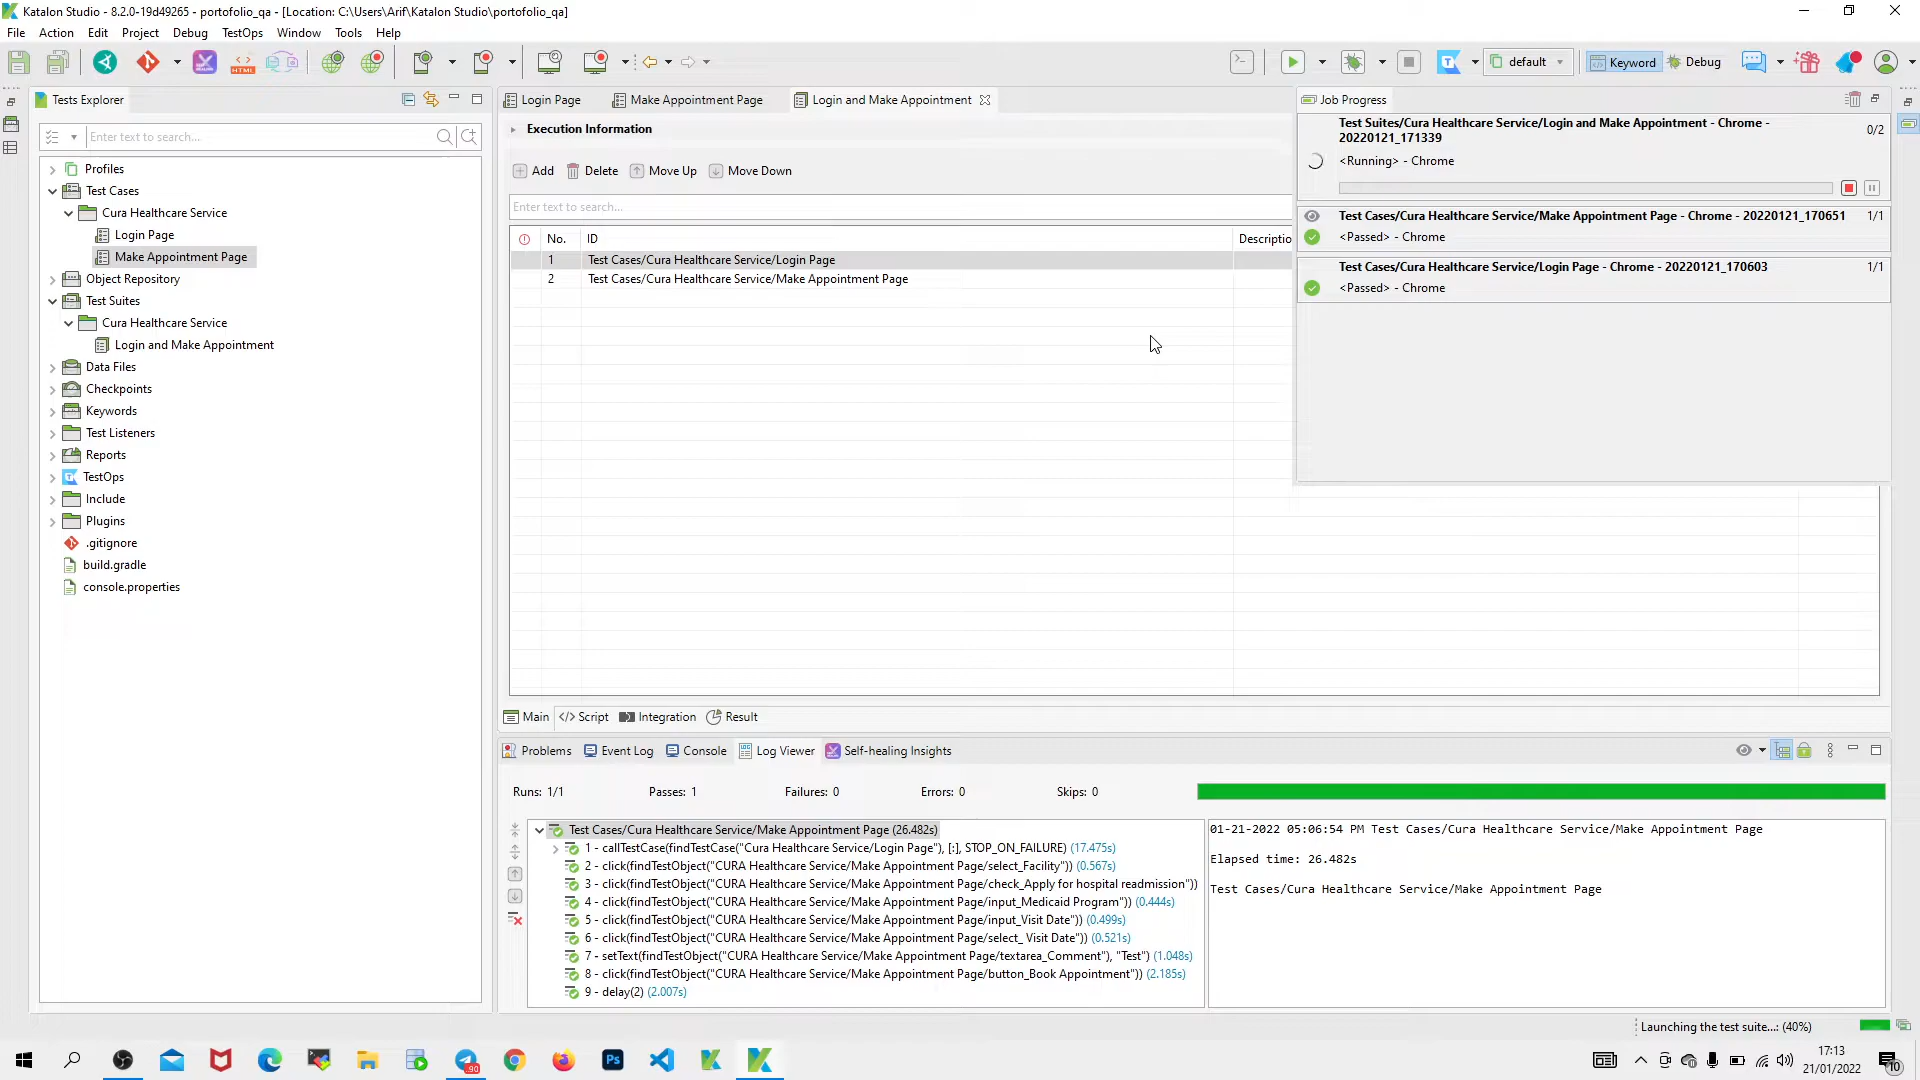 Katalon Studio - 8.2.0-19d49265 - portofolio_qa - [Location: C:\Users\Arif\Katalon Studio\portofolio_qa]
File Action Edit Project Debug TestOps Window Tools Help
default Keyword Debug
Tests Explorer
Enter text to search...
Profiles
Test Cases
Cura Healthcare Service
Login Page
Make Appointment Page
Object Repository
Test Suites
Cura Healthcare Service
Login and Make Appointment
Data Files
Checkpoints
Keywords
Test Listeners
Reports
TestOps
Include
Plugins
.gitignore
build.gradle
console.properties
Login Page Make Appointment Page Login and Make Appointment
Execution Information
Add Delete Move Up Move Down
Enter text to search...
No. ID Descriptio
1 Test Cases/Cura Healthcare Service/Login Page
2 Test Cases/Cura Healthcare Service/Make Appointment Page
Job Progress
Test Suites/Cura Healthcare Service/Login and Make Appointment - Chrome - 0/2
20220121_171339
<Running> - Chrome
Test Cases/Cura Healthcare Service/Make Appointment Page - Chrome - 20220121_170651 1/1
<Passed> - Chrome
Test Cases/Cura Healthcare Service/Login Page - Chrome - 20220121_170603 1/1
<Passed> - Chrome
Main Script Integration Result
Problems Event Log Console Log Viewer Self-healing Insights
Runs: 1/1 Passes: 1 Failures: 0 Errors: 0 Skips: 0
Test Cases/Cura Healthcare Service/Make Appointment Page (26.482s)
1 - callTestCase(findTestCase("Cura Healthcare Service/Login Page"), [:], STOP_ON_FAILURE) (17.475s)
2 - click(findTestObject("CURA Healthcare Service/Make Appointment Page/select_Facility")) (0.567s)
3 - click(findTestObject("CURA Healthcare Service/Make Appointment Page/check_Apply for hospital readmission"))
4 - click(findTestObject("CURA Healthcare Service/Make Appointment Page/input_Medicaid Program")) (0.444s)
5 - click(findTestObject("CURA Healthcare Service/Make Appointment Page/input_Visit Date")) (0.499s)
6 - click(findTestObject("CURA Healthcare Service/Make Appointment Page/select_ Visit Date")) (0.521s)
7 - setText(findTestObject("CURA Healthcare Service/Make Appointment Page/textarea_Comment"), "Test") (1.048s)
8 - click(findTestObject("CURA Healthcare Service/Make Appointment Page/button_Book Appointment")) (2.185s)
9 - delay(2) (2.007s)
01-21-2022 05:06:54 PM Test Cases/Cura Healthcare Service/Make Appointment Page
Elapsed time: 26.482s
Test Cases/Cura Healthcare Service/Make Appointment Page
Launching the test suite...: (40%)
17:13
21/01/2022